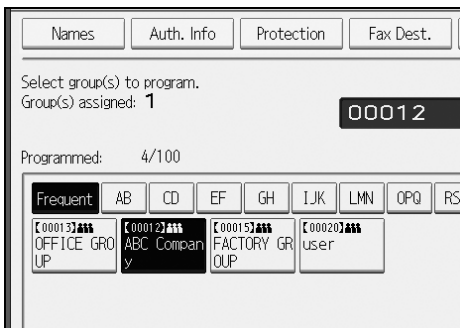 Names Auth. Info Protection Fax Dest.
Select group(s) to program.
Group(s) assigned: 1
00012
Programmed: 4/100
Frequent AB CD EF GH IJK LMN OPQ RS
【00013】 【00012】 【00015】 【00020】
OFFICE GRO ABC Compan FACTORY GR user
UP y OUP